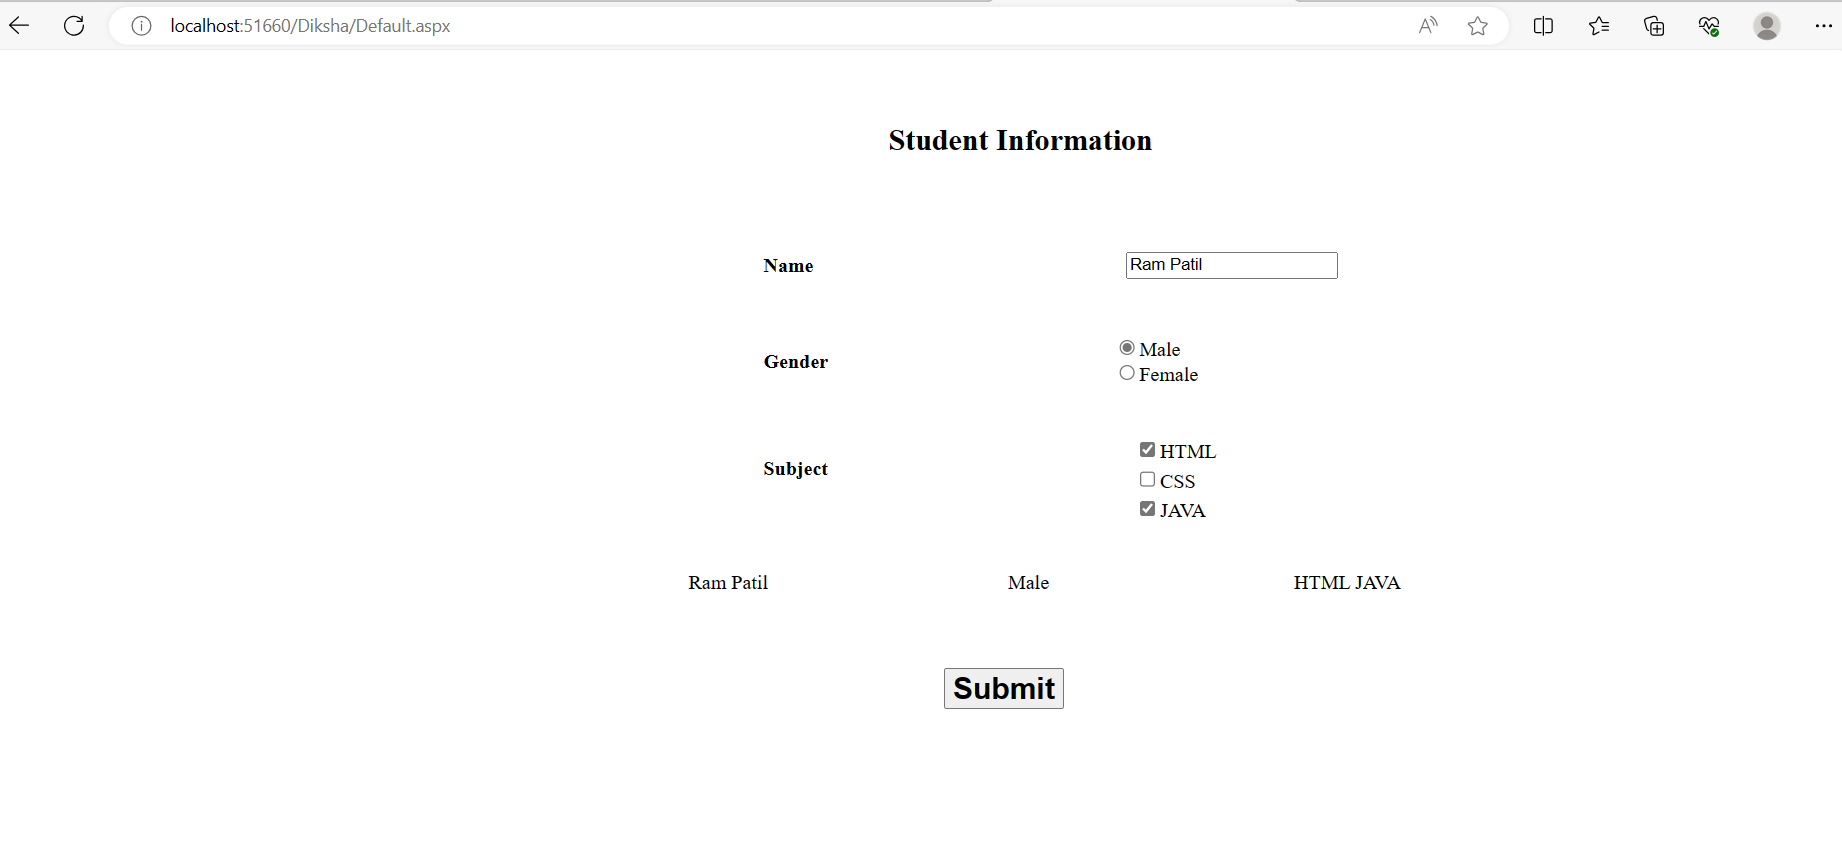 localhost:51660/Diksha/Default.aspx
Student Information
Name Ram Patil
Gender Male
Female
Subject HTML
CSS
JAVA
Ram Patil Male HTML JAVA
Submit